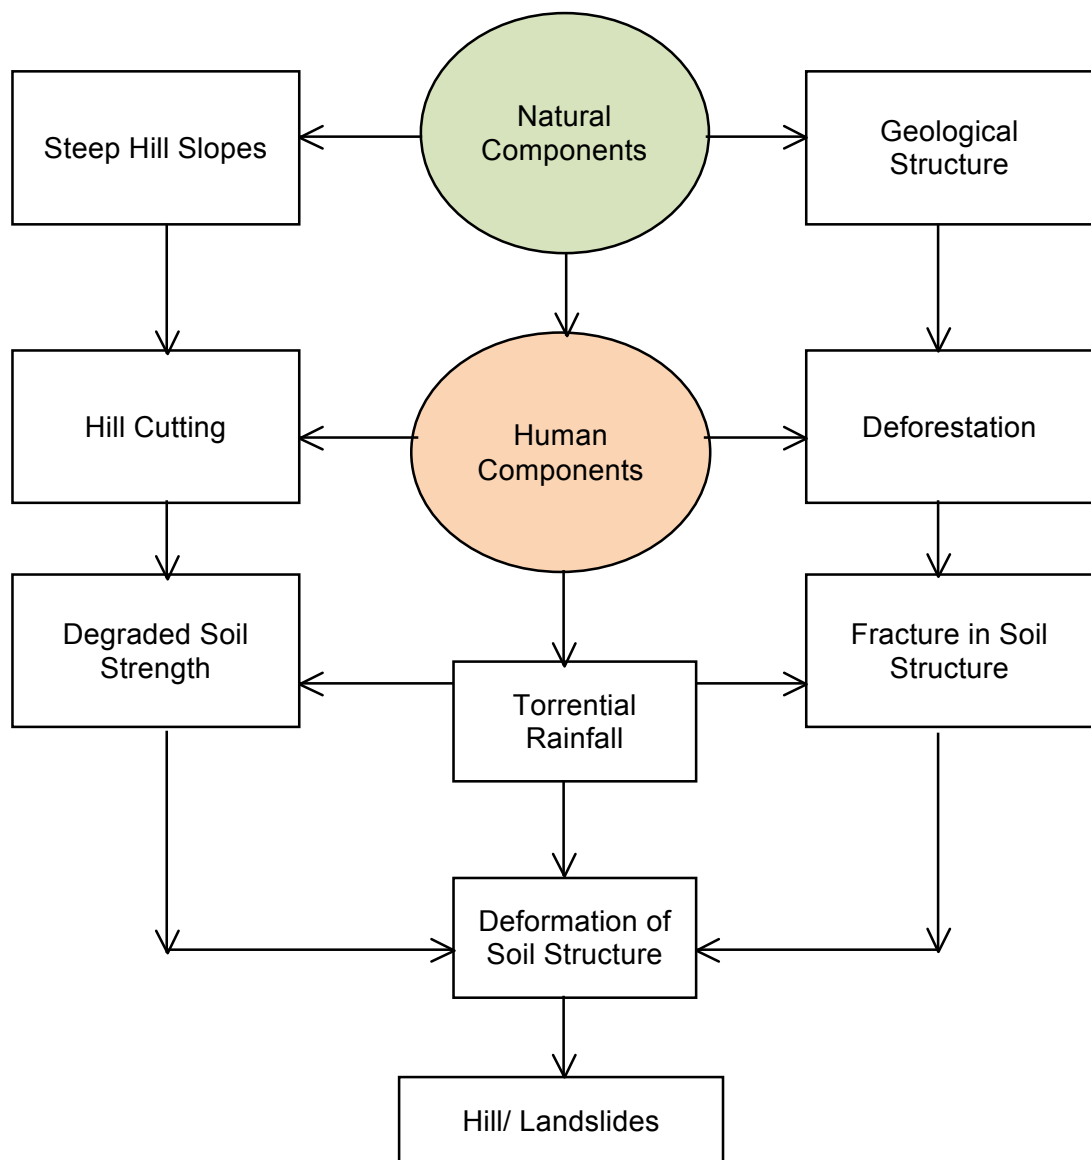 Natural
Components
Steep Hill Slopes
Geological
Structure
Hill Cutting
Human
Components
Deforestation
Degraded Soil
Strength
Torrential
Rainfall
Fracture in Soil
Structure
Deformation of
Soil Structure
Hill/ Landslides